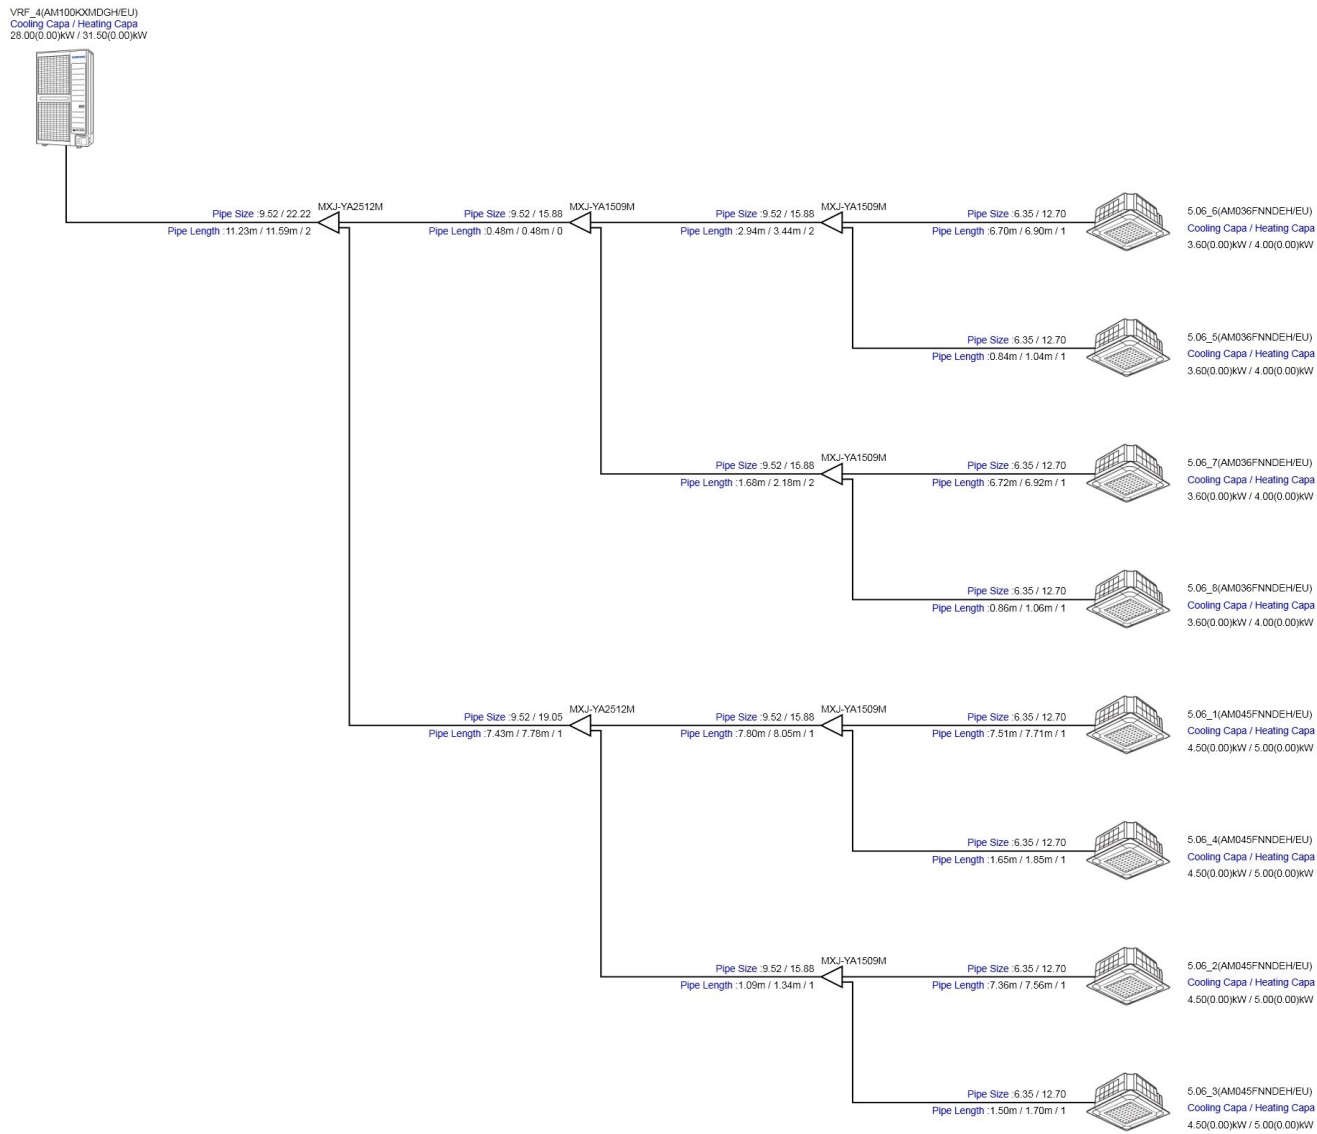 VRF_4(AM100KXMDGH/EU)
Cooling Capa / Heating Capa
28.00(0.00)kW / 31.50(0.00)kW
SAMSUNG
Pipe Size :9.52 / 22.22
Pipe Length :11.23m / 11.59m / 2
MXJ-YA2512M
Pipe Size :9.52 / 15.88
Pipe Length :0.48m / 0.48m / 0
MXJ-YA1509M
Pipe Size :9.52 / 15.88
Pipe Length :2.94m / 3.44m / 2
MXJ-YA1509M
Pipe Size :6.35 / 12.70
Pipe Length :6.70m / 6.90m / 1
5.06_6(AM036FNNDEH/EU)
Cooling Capa / Heating Capa
3.60(0.00)kW / 4.00(0.00)kW
Pipe Size :6.35 / 12.70
Pipe Length :0.84m / 1.04m / 1
5.06_5(AM036FNNDEH/EU)
Cooling Capa / Heating Capa
3.60(0.00)kW / 4.00(0.00)kW
Pipe Size :9.52 / 15.88
Pipe Length :1.68m / 2.18m / 2
MXJ-YA1509M
Pipe Size :6.35 / 12.70
Pipe Length :6.72m / 6.92m / 1
5.06_7(AM036FNNDEH/EU)
Cooling Capa / Heating Capa
3.60(0.00)kW / 4.00(0.00)kW
Pipe Size :6.35 / 12.70
Pipe Length :0.86m / 1.06m / 1
5.06_8(AM036FNNDEH/EU)
Cooling Capa / Heating Capa
3.60(0.00)kW / 4.00(0.00)kW
Pipe Size :9.52 / 19.05
Pipe Length :7.43m / 7.78m / 1
MXJ-YA2512M
Pipe Size :9.52 / 15.88
Pipe Length :7.80m / 8.05m / 1
MXJ-YA1509M
Pipe Size :6.35 / 12.70
Pipe Length :7.51m / 7.71m / 1
5.06_1(AM045FNNDEH/EU)
Cooling Capa / Heating Capa
4.50(0.00)kW / 5.00(0.00)kW
Pipe Size :6.35 / 12.70
Pipe Length :1.65m / 1.85m / 1
5.06_4(AM045FNNDEH/EU)
Cooling Capa / Heating Capa
4.50(0.00)kW / 5.00(0.00)kW
Pipe Size :9.52 / 15.88
Pipe Length :1.09m / 1.34m / 1
MXJ-YA1509M
Pipe Size :6.35 / 12.70
Pipe Length :7.36m / 7.56m / 1
5.06_2(AM045FNNDEH/EU)
Cooling Capa / Heating Capa
4.50(0.00)kW / 5.00(0.00)kW
Pipe Size :6.35 / 12.70
Pipe Length :1.50m / 1.70m / 1
5.06_3(AM045FNNDEH/EU)
Cooling Capa / Heating Capa
4.50(0.00)kW / 5.00(0.00)kW